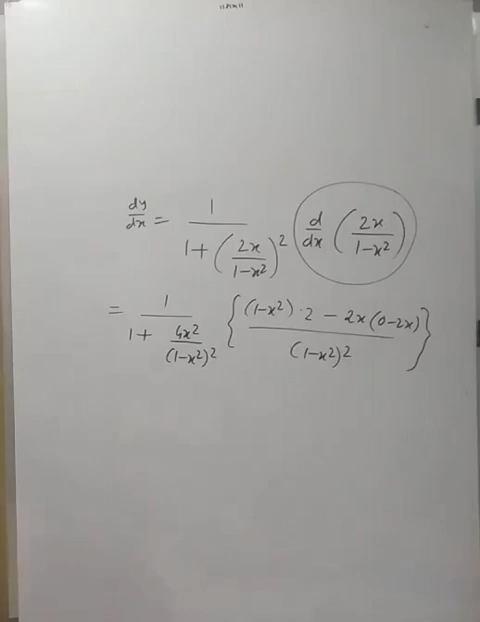 dy/dx = 1/(1 + (2x/(1-x²))²) d/dx (2x/(1-x²))
= 1/(1 + 4x²/(1-x²)²) { ((1-x²)·2 - 2x(0-2x))/(1-x²)² }